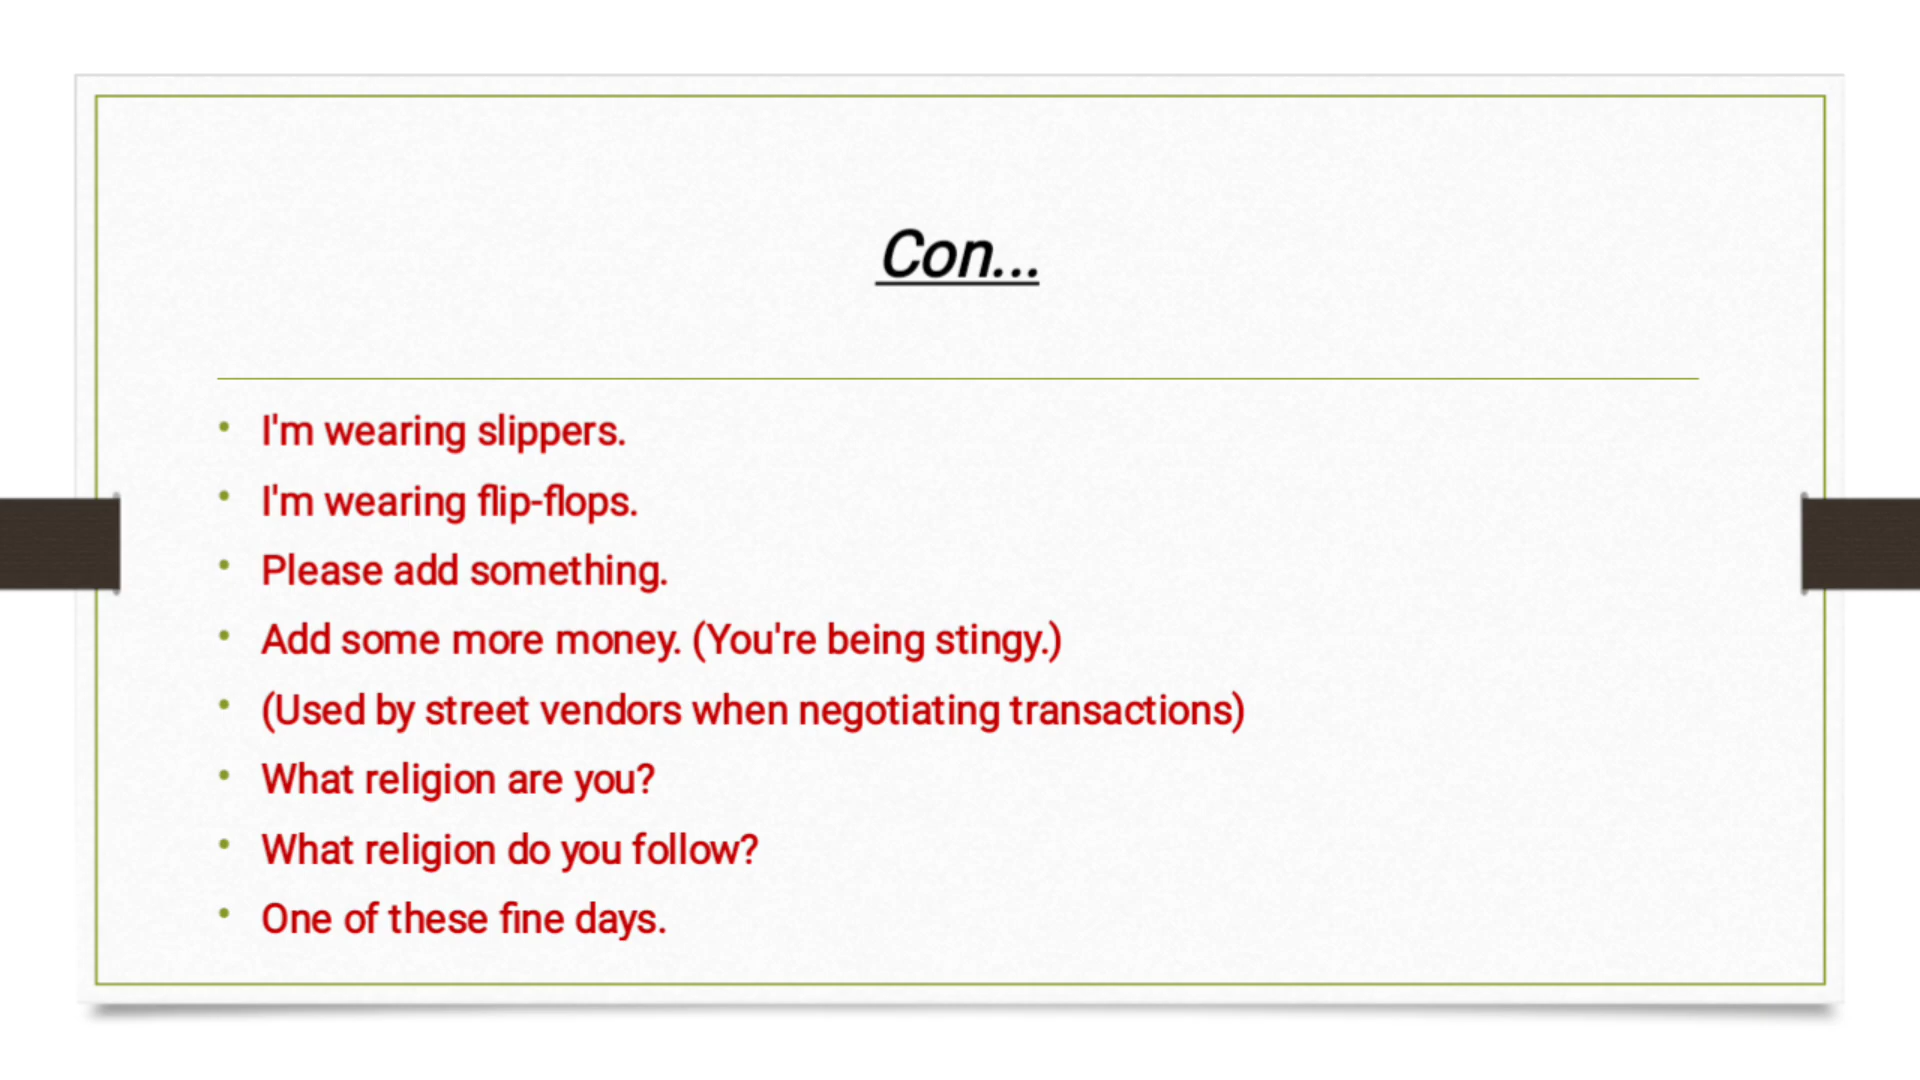 Con...
• I'm wearing slippers.
• I'm wearing flip-flops.
• Please add something.
• Add some more money. (You're being stingy.)
• (Used by street vendors when negotiating transactions)
• What religion are you?
• What religion do you follow?
• One of these fine days.